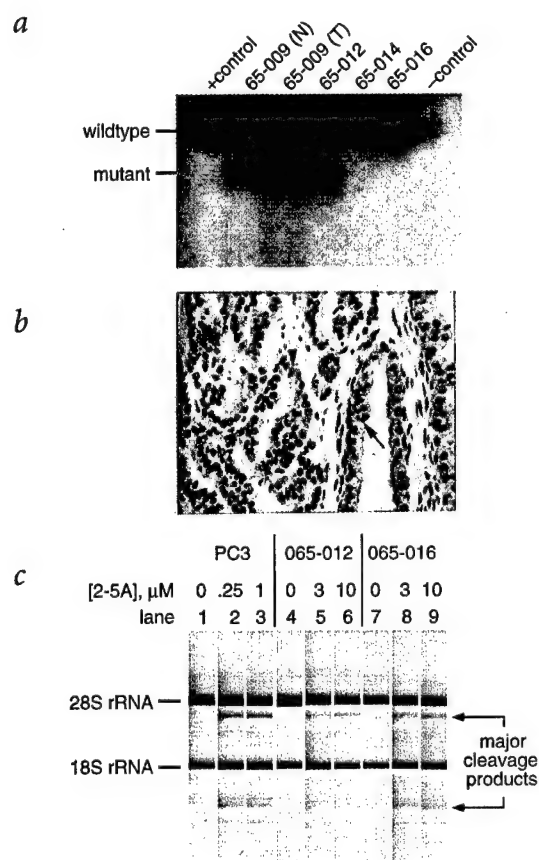 a
+control
65-009 (N)
65-009 (T)
65-012
65-014
65-016
–control
wildtype
mutant
b
c
PC3 065-012 065-016
[2-5A], μM 0 .25 1 0 3 10 0 3 10
lane 1 2 3 4 5 6 7 8 9
28S rRNA
18S rRNA
major
cleavage
products